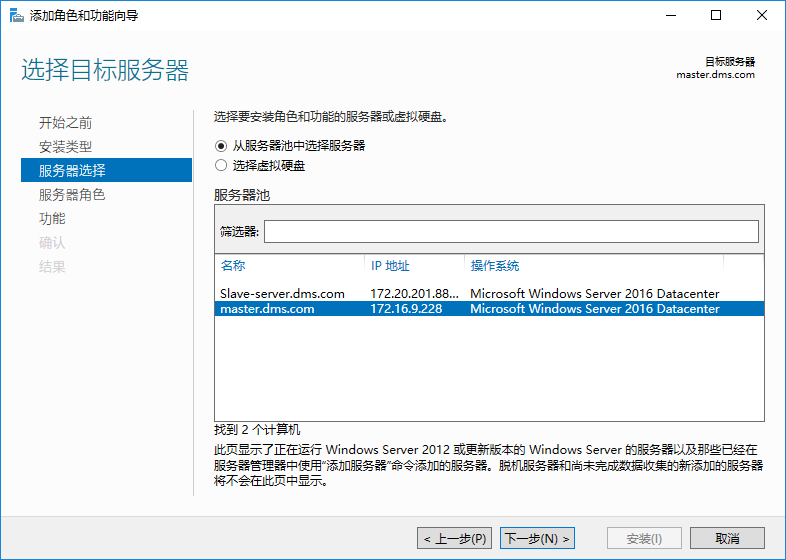 添加角色和功能向导
选择目标服务器
目标服务器
master.dms.com
开始之前
安装类型
服务器选择
服务器角色
功能
确认
结果
选择要安装角色和功能的服务器或虚拟硬盘。
从服务器池中选择服务器
选择虚拟硬盘
服务器池
筛选器:
名称 IP 地址 操作系统
Slave-server.dms.com 172.20.201.88... Microsoft Windows Server 2016 Datacenter
master.dms.com 172.16.9.228 Microsoft Windows Server 2016 Datacenter
找到 2 个计算机
此页显示了正在运行 Windows Server 2012 或更新版本的 Windows Server 的服务器以及那些已经在
服务器管理器中使用"添加服务器"命令添加的服务器。脱机服务器和尚未完成数据收集的新添加的服务器
将不会在此页中显示。
< 上一步(P) 下一步(N) > 安装(I) 取消